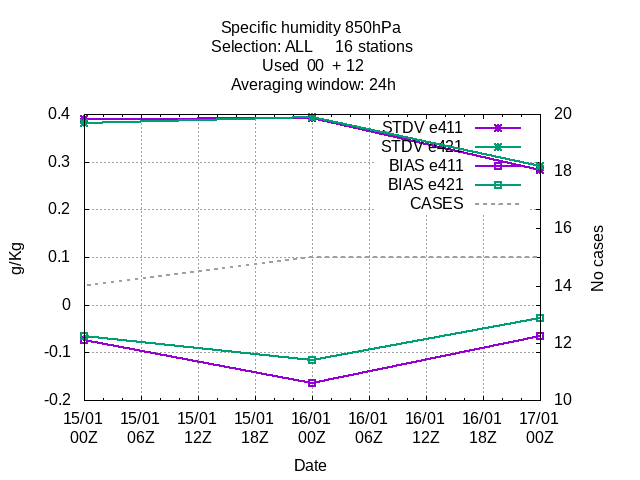 Specific humidity 850hPa
Selection: ALL 16 stations
Used 00 + 12
Averaging window: 24h
0.4
0.3
0.2
0.1
0
-0.1
-0.2
g/Kg
STDV e411
STDV e421
BIAS e411
BIAS e421
CASES
20
18
16
14
12
10
No cases
15/01 15/01 15/01 15/01 16/01 16/01 16/01 16/01 17/01
00Z 06Z 12Z 18Z 00Z 06Z 12Z 18Z 00Z
Date